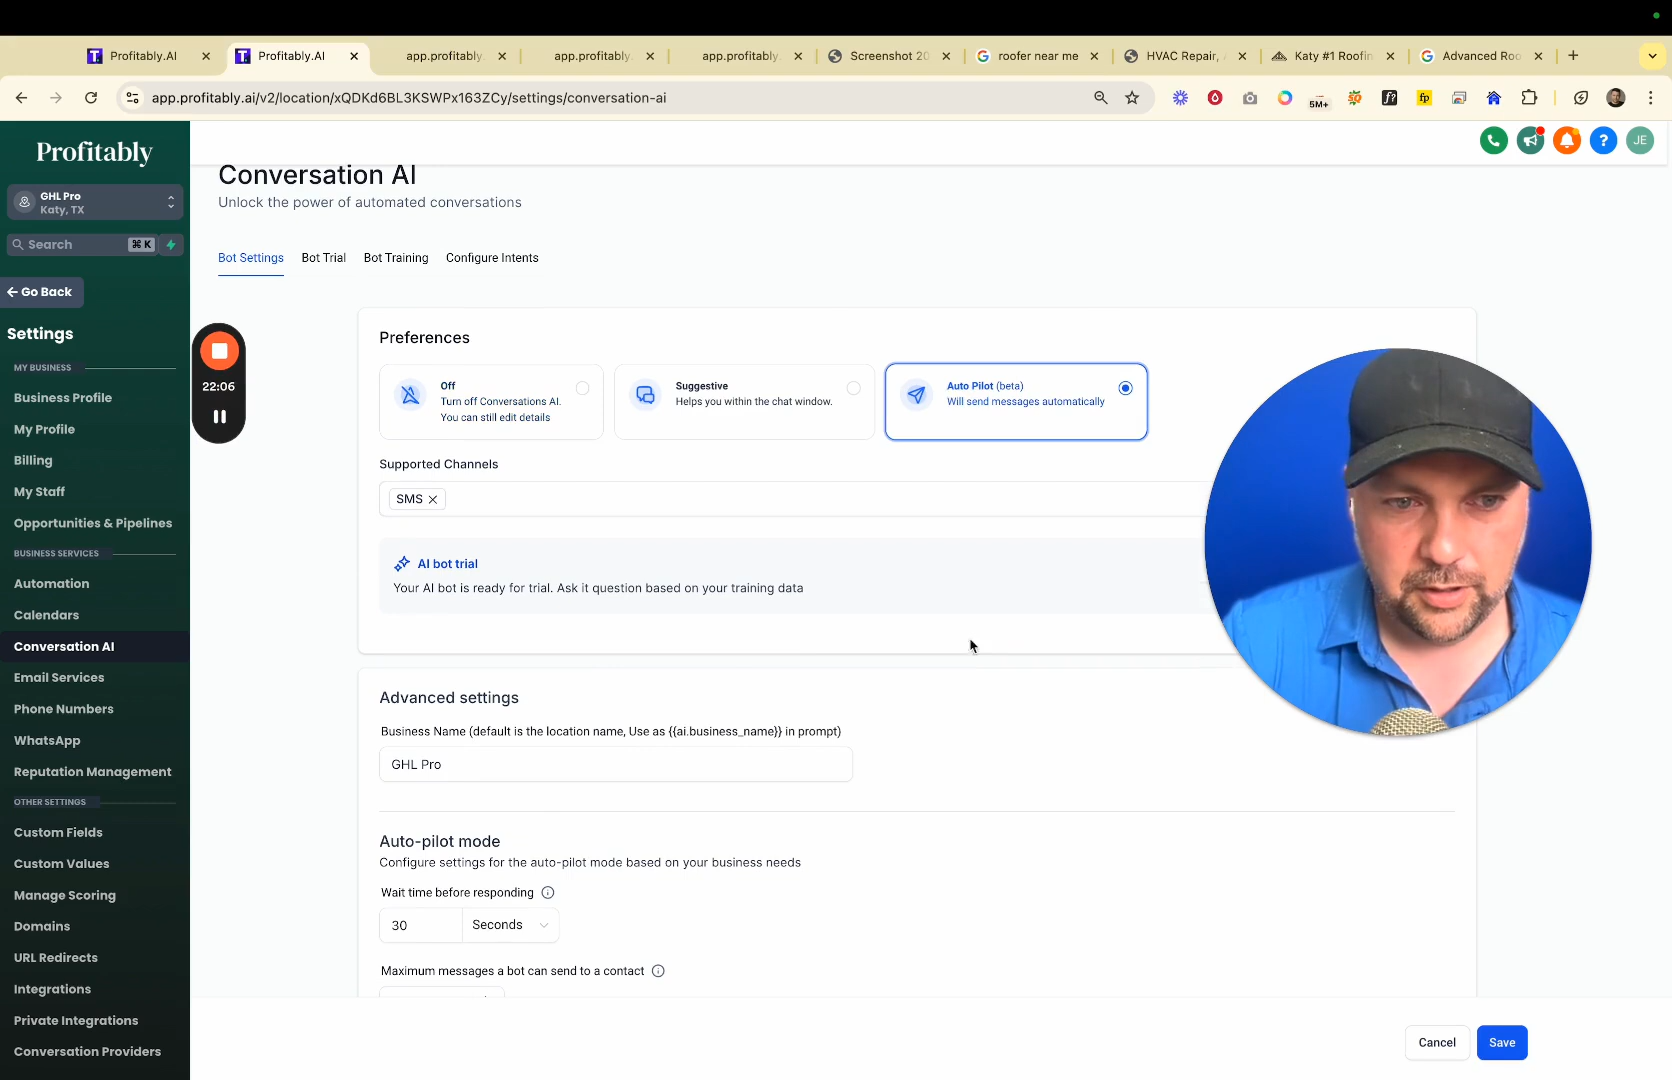 Profitably.AI
Profitably.AI
app.profitably.
app.profitably.
app.profitably.
Screenshot 20
roofer near me
HVAC Repair,
Katy #1 Roofin
Advanced Roo
app.profitably.ai/v2/location/xQDKd6BL3KSWPx163ZCy/settings/conversation-ai
5M+
f?
fp
Profitably
GHL Pro
Katy, TX
Search
⌘ K
Go Back
Settings
MY BUSINESS
Business Profile
My Profile
Billing
My Staff
Opportunities & Pipelines
BUSINESS SERVICES
Automation
Calendars
Conversation AI
Email Services
Phone Numbers
WhatsApp
Reputation Management
OTHER SETTINGS
Custom Fields
Custom Values
Manage Scoring
Domains
URL Redirects
Integrations
Private Integrations
Conversation Providers
22:06
?
JE
Conversation AI
Unlock the power of automated conversations
Bot Settings
Bot Trial
Bot Training
Configure Intents
Preferences
Off
Turn off Conversations AI.
You can still edit details
Suggestive
Helps you within the chat window.
Auto Pilot (beta)
Will send messages automatically
Supported Channels
SMS
AI bot trial
Your AI bot is ready for trial. Ask it question based on your training data
Advanced settings
Business Name (default is the location name, Use as {{ai.business_name}} in prompt)
GHL Pro
Auto-pilot mode
Configure settings for the auto-pilot mode based on your business needs
Wait time before responding
30
Seconds
Maximum messages a bot can send to a contact
Cancel
Save